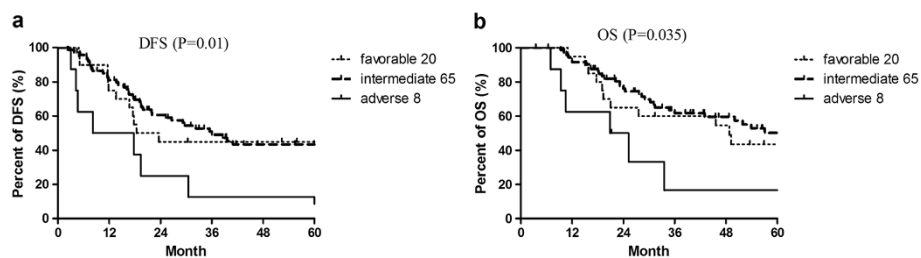 a
DFS (P=0.01)
Percent of DFS (%)
100
80
60
40
20
0
0 12 24 36 48 60
Month
favorable 20
intermediate 65
adverse 8
b
OS (P=0.035)
Percent of OS (%)
100
80
60
40
20
0
0 12 24 36 48 60
Month
favorable 20
intermediate 65
adverse 8